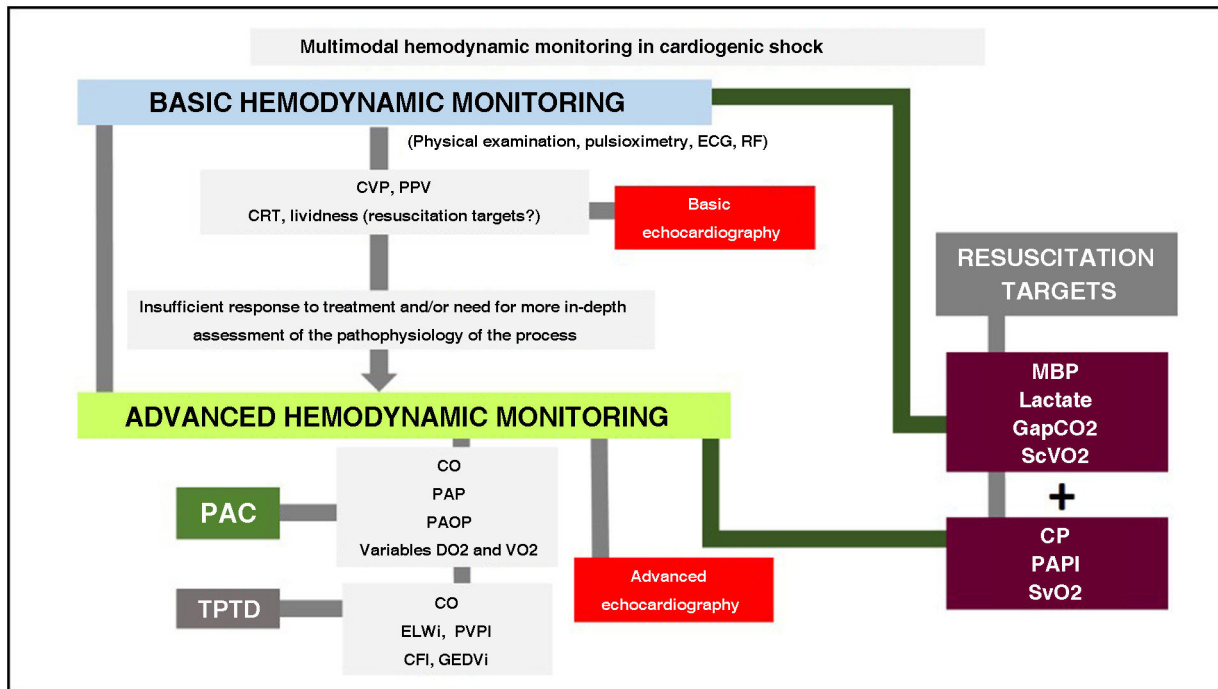 Multimodal hemodynamic monitoring in cardiogenic shock
BASIC HEMODYNAMIC MONITORING
(Physical examination, pulsioximetry, ECG, RF)
CVP, PPV
CRT, lividness (resuscitation targets?)
Basic
echocardiography
Insufficient response to treatment and/or need for more in-depth
assessment of the pathophysiology of the process
ADVANCED HEMODYNAMIC MONITORING
PAC
CO
PAP
PAOP
Variables DO2 and VO2
TPTD
CO
ELWi, PVPI
CFI, GEDVi
Advanced
echocardiography
RESUSCITATION
TARGETS
MBP
Lactate
GapCO2
ScVO2
+
CP
PAPI
SvO2